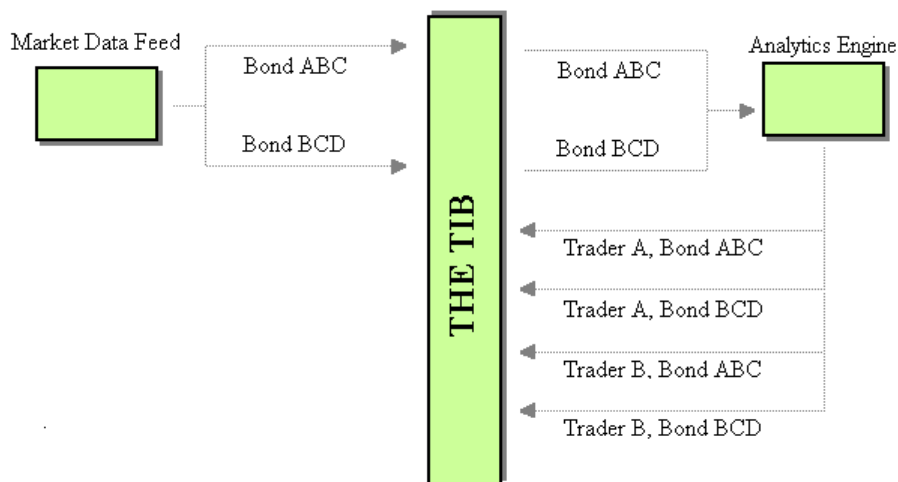 Market Data Feed
Analytics Engine
Bond ABC
Bond ABC
Bond BCD
Bond BCD
THE TIB
Trader A, Bond ABC
Trader A, Bond BCD
Trader B, Bond ABC
Trader B, Bond BCD